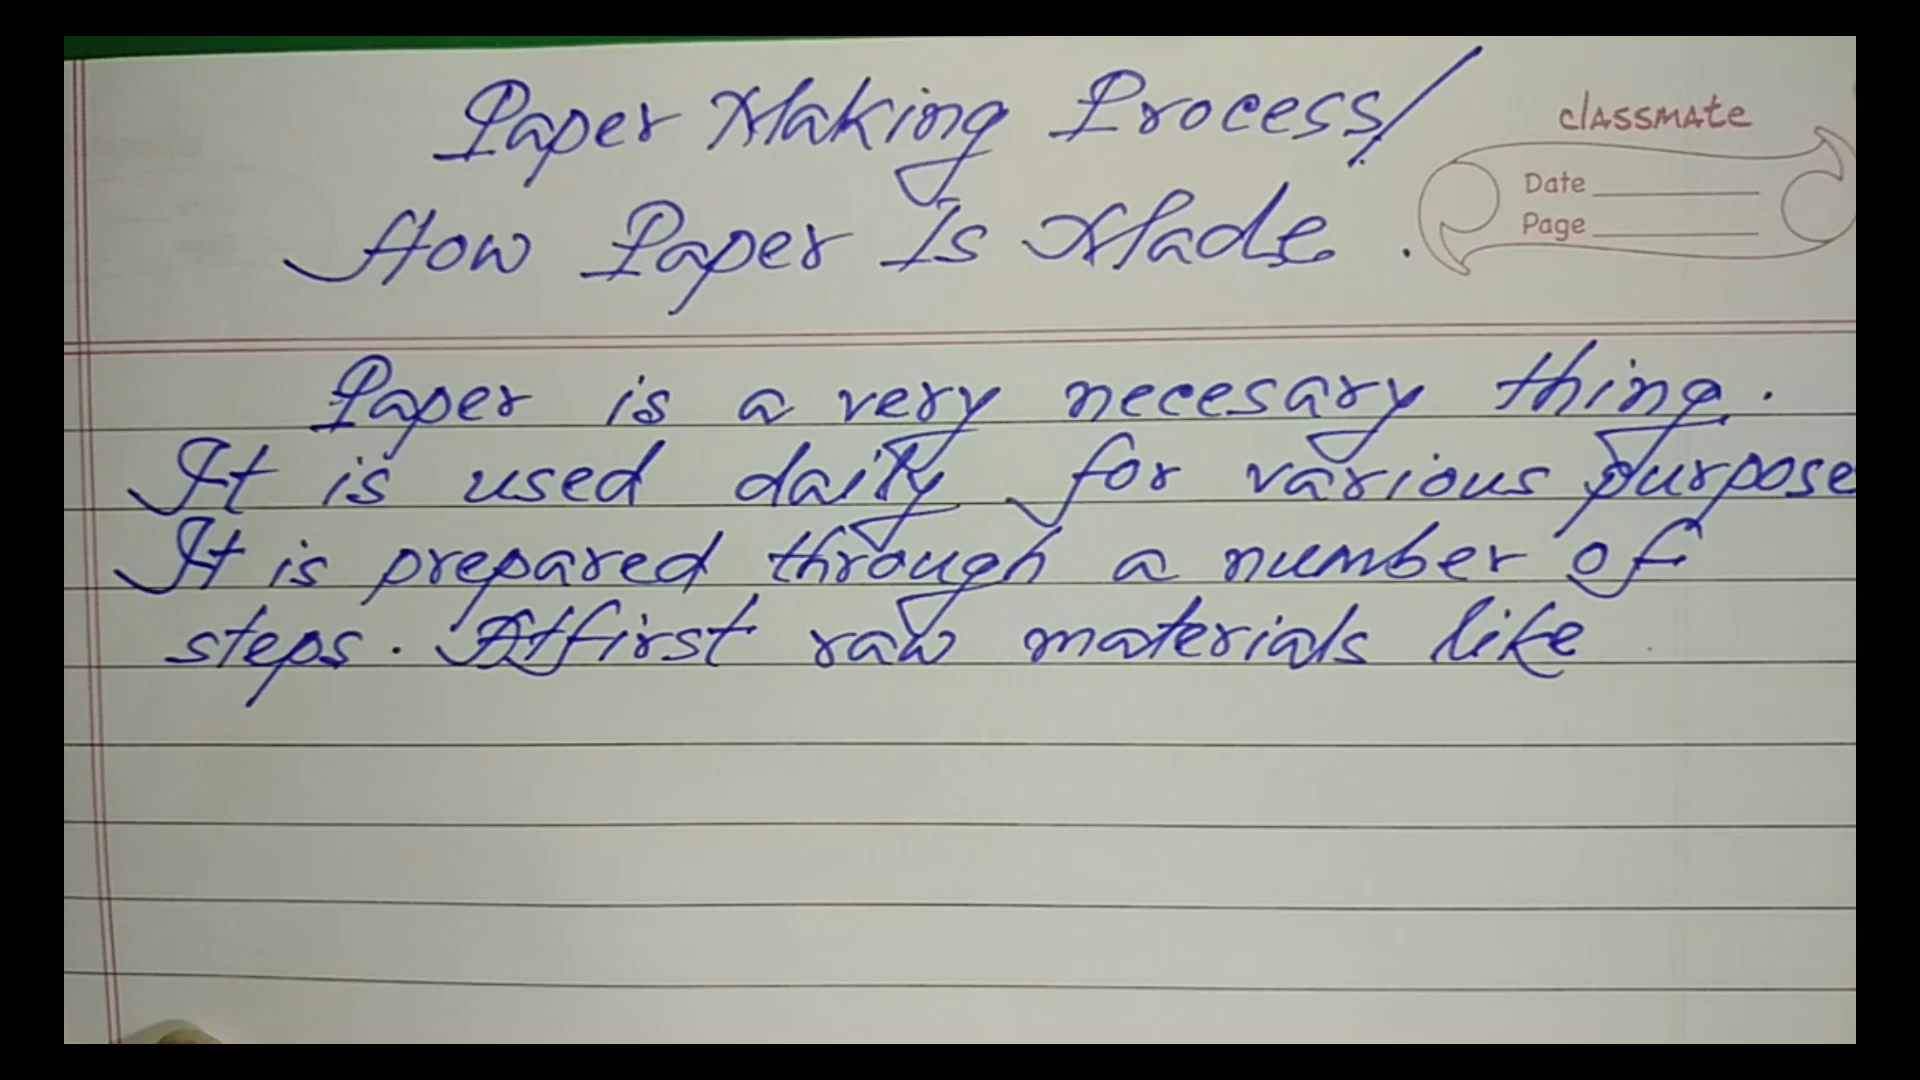 Paper Making Process/
How Paper Is Made.
classmate
Date
Page
Paper is a very necesary thing.
It is used daily for various purpose
It is prepared through a number of
steps. At first raw materials like